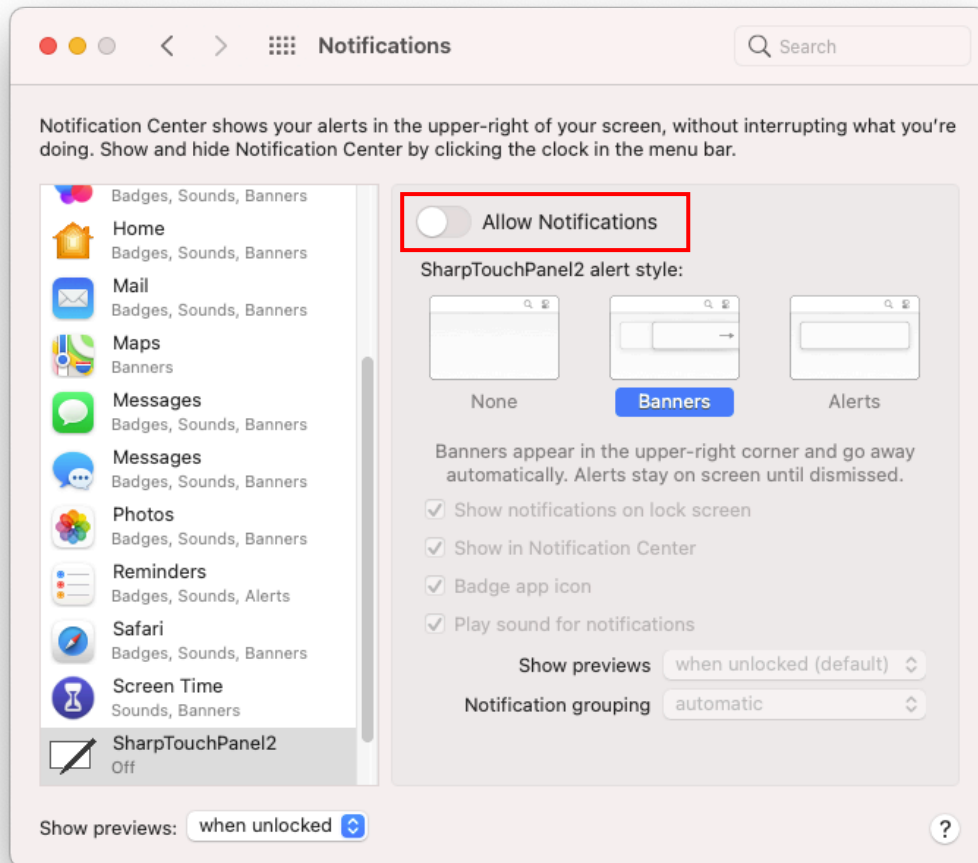 Notifications
Search
Notification Center shows your alerts in the upper-right of your screen, without interrupting what you're
doing. Show and hide Notification Center by clicking the clock in the menu bar.
Badges, Sounds, Banners
Home
Badges, Sounds, Banners
Mail
Badges, Sounds, Banners
Maps
Banners
Messages
Badges, Sounds, Banners
Messages
Badges, Sounds, Banners
Photos
Badges, Sounds, Banners
Reminders
Badges, Sounds, Alerts
Safari
Badges, Sounds, Banners
Screen Time
Sounds, Banners
SharpTouchPanel2
Off
Allow Notifications
SharpTouchPanel2 alert style:
None
Banners
Alerts
Banners appear in the upper-right corner and go away
automatically. Alerts stay on screen until dismissed.
Show notifications on lock screen
Show in Notification Center
Badge app icon
Play sound for notifications
Show previews when unlocked (default)
Notification grouping automatic
Show previews: when unlocked
?